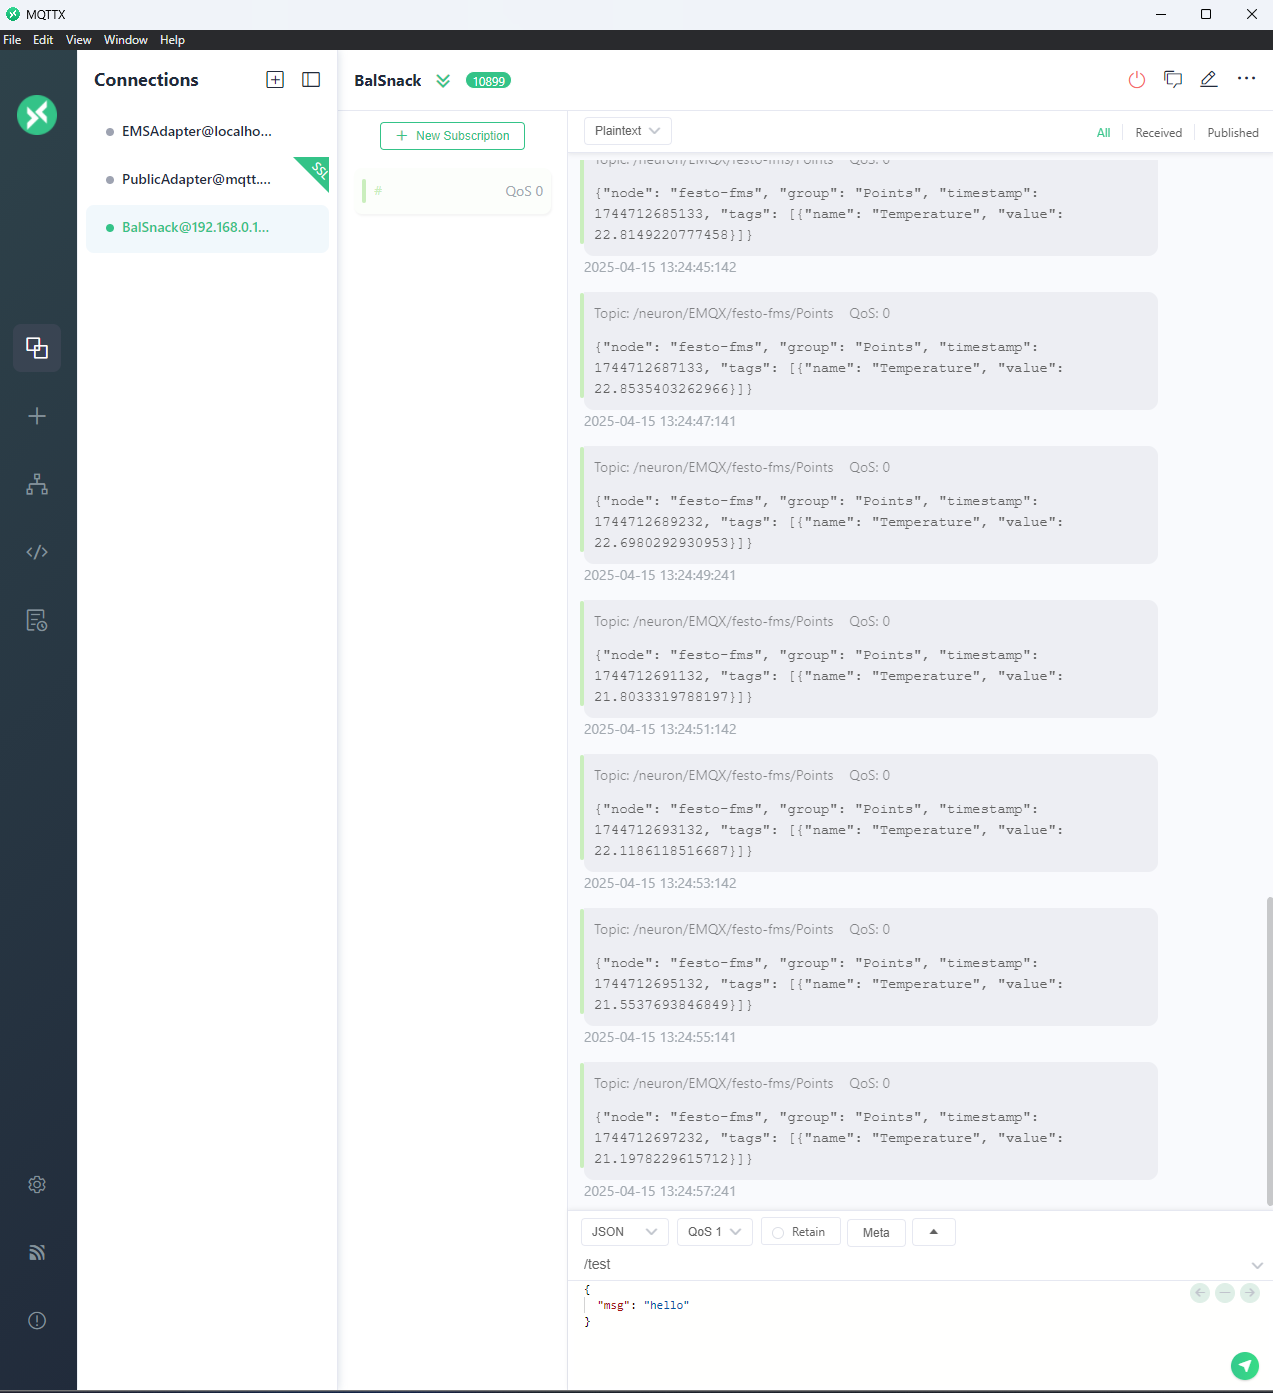 MQTTX
File Edit View Window Help
Connections
EMSAdapter@localho...
PublicAdapter@mqtt....
SSL
BalSnack@192.168.0.1...
BalSnack 10899
New Subscription
# QoS 0
Plaintext
All Received Published
Topic: /neuron/EMQX/festo-fms/Points QoS: 0
{"node": "festo-fms", "group": "Points", "timestamp":
1744712685133, "tags": [{"name": "Temperature", "value":
22.8149220777458}]}
2025-04-15 13:24:45:142
Topic: /neuron/EMQX/festo-fms/Points QoS: 0
{"node": "festo-fms", "group": "Points", "timestamp":
1744712687133, "tags": [{"name": "Temperature", "value":
22.8535403262966}]}
2025-04-15 13:24:47:141
Topic: /neuron/EMQX/festo-fms/Points QoS: 0
{"node": "festo-fms", "group": "Points", "timestamp":
1744712689232, "tags": [{"name": "Temperature", "value":
22.6980292930953}]}
2025-04-15 13:24:49:241
Topic: /neuron/EMQX/festo-fms/Points QoS: 0
{"node": "festo-fms", "group": "Points", "timestamp":
1744712691132, "tags": [{"name": "Temperature", "value":
21.8033319788197}]}
2025-04-15 13:24:51:142
Topic: /neuron/EMQX/festo-fms/Points QoS: 0
{"node": "festo-fms", "group": "Points", "timestamp":
1744712693132, "tags": [{"name": "Temperature", "value":
22.1186118516687}]}
2025-04-15 13:24:53:142
Topic: /neuron/EMQX/festo-fms/Points QoS: 0
{"node": "festo-fms", "group": "Points", "timestamp":
1744712695132, "tags": [{"name": "Temperature", "value":
21.5537693846849}]}
2025-04-15 13:24:55:141
Topic: /neuron/EMQX/festo-fms/Points QoS: 0
{"node": "festo-fms", "group": "Points", "timestamp":
1744712697232, "tags": [{"name": "Temperature", "value":
21.1978229615712}]}
2025-04-15 13:24:57:241
JSON QoS 1 Retain Meta
/test
{
"msg": "hello"
}